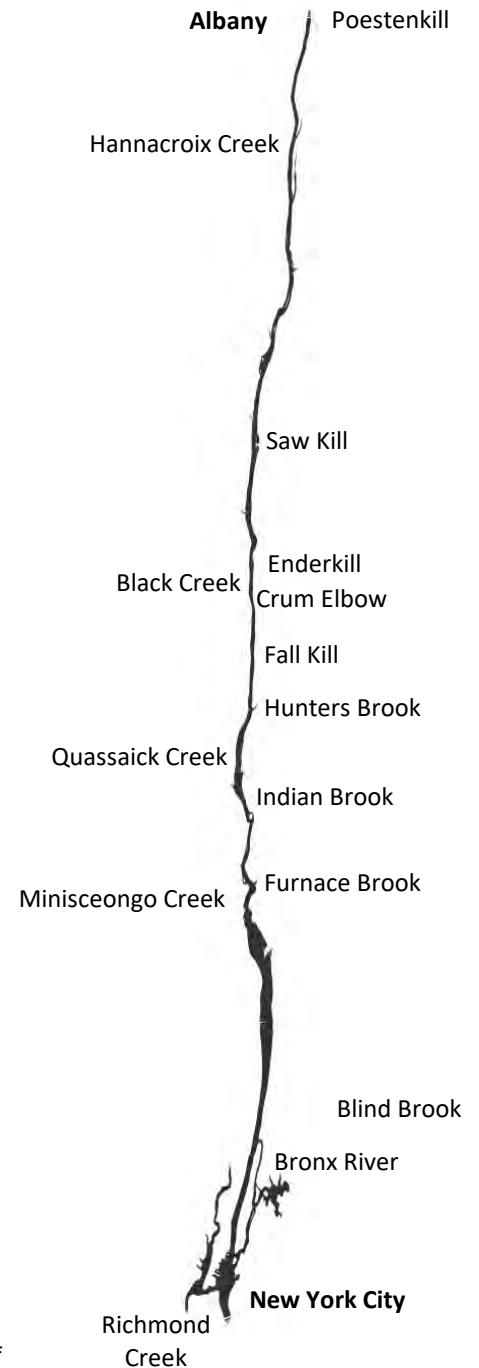 Albany Poestenkill
Hannacroix Creek
Saw Kill
Enderkill
Black Creek
Crum Elbow
Fall Kill
Hunters Brook
Quassaick Creek
Indian Brook
Furnace Brook
Minisceongo Creek
Blind Brook
Bronx River
New York City
Richmond
Creek